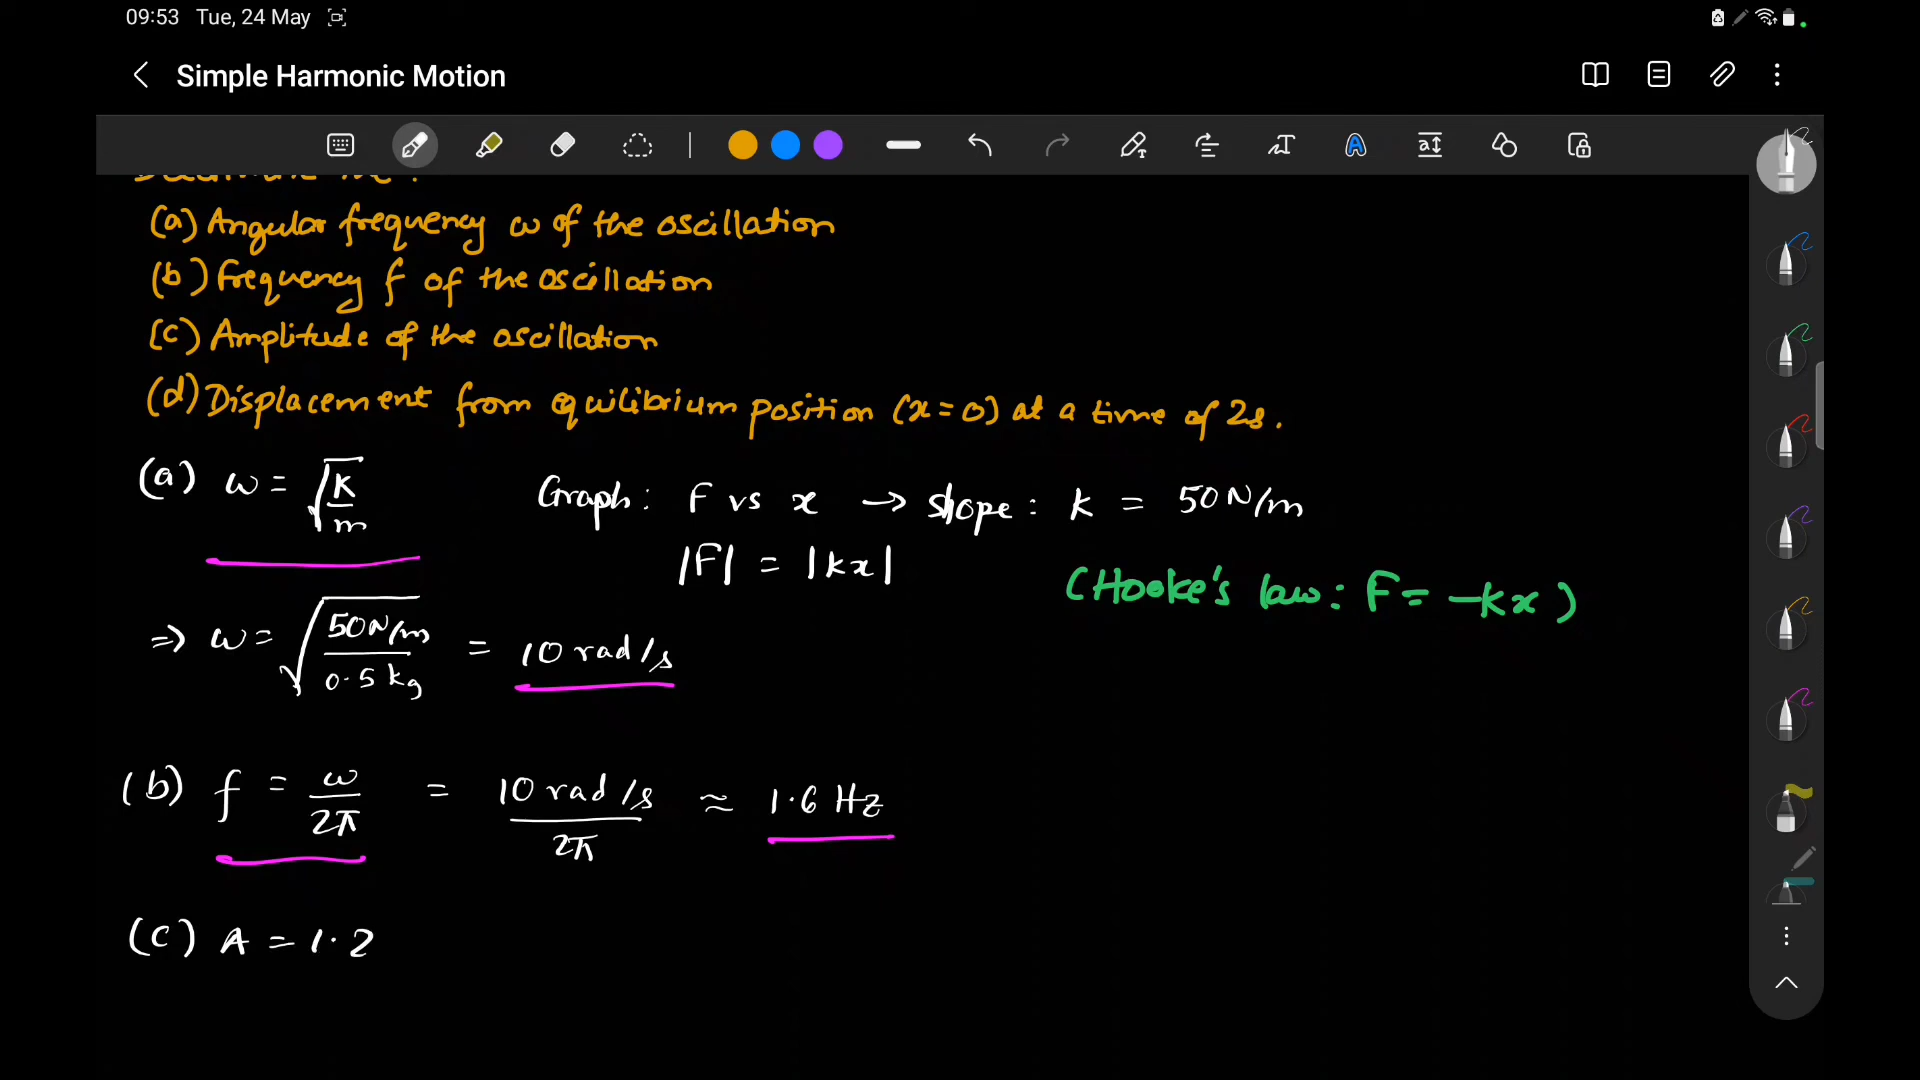 09:53 Tue, 24 May
Simple Harmonic Motion
(a) Angular frequency ω of the oscillation
(b) Frequency f of the oscillation
(c) Amplitude of the oscillation
(d) Displacement from equilibrium position (x=0) at a time of 2s.
(a) ω = √(k/m) Graph: F vs x → slope: k = 50 N/m
|F| = |kx|
(Hooke's law: F = -kx)
⇒ ω = √(50 N/m / 0.5 kg) = 10 rad/s
(b) f = ω/2π = 10 rad/s / 2π ≈ 1.6 Hz
(c) A = 1.2